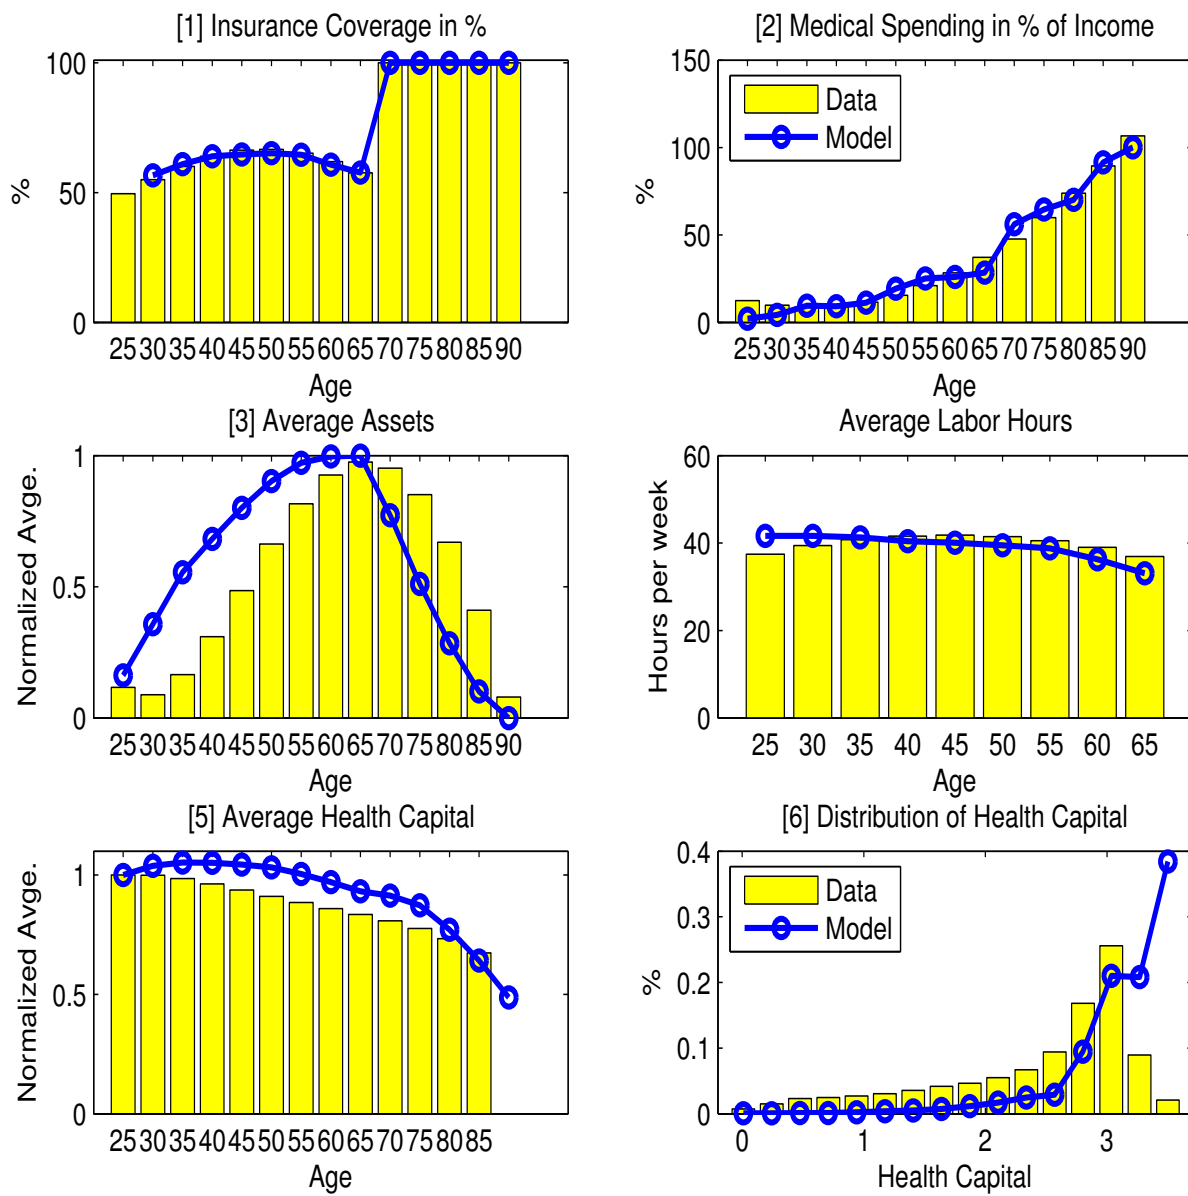 [1] Insurance Coverage in %
100
50
0
%
25 30 35 40 45 50 55 60 65 70 75 80 85 90
Age
[2] Medical Spending in % of Income
150
100
50
0
%
Data
Model
25 30 35 40 45 50 55 60 65 70 75 80 85 90
Age
[3] Average Assets
1
0.5
0
Normalized Avge.
25 30 35 40 45 50 55 60 65 70 75 80 85 90
Age
Average Labor Hours
60
40
20
0
Hours per week
25 30 35 40 45 50 55 60 65
Age
[5] Average Health Capital
1
0.5
0
Normalized Avge.
25 30 35 40 45 50 55 60 65 70 75 80 85
Age
[6] Distribution of Health Capital
0.4
0.3
0.2
0.1
0
%
Data
Model
0 1 2 3
Health Capital